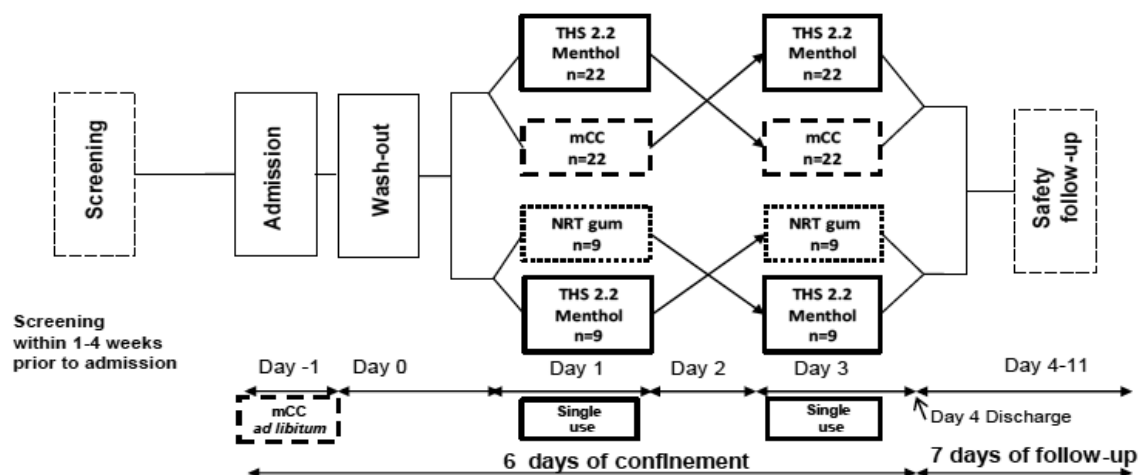 Screening
Admission
Wash-out
THS 2.2
Menthol
n=22
mCC
n=22
NRT gum
n=9
THS 2.2
Menthol
n=9
THS 2.2
Menthol
n=22
mCC
n=22
NRT gum
n=9
THS 2.2
Menthol
n=9
Safety
follow-up
Screening
within 1-4 weeks
prior to admission
Day -1
Day 0
Day 1
Day 2
Day 3
Day 4-11
mCC
ad libitum
Single
use
Single
use
Day 4 Discharge
6 days of confinement
7 days of follow-up